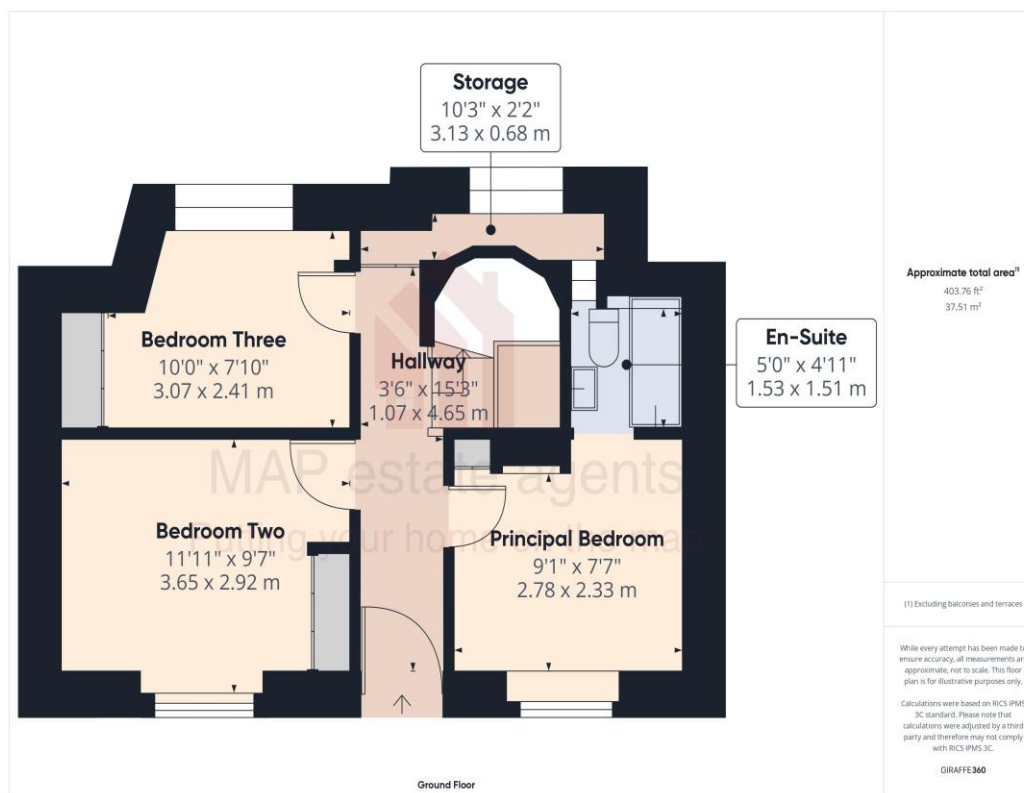 Storage
10'3" x 2'2"
3.13 x 0.68 m
Approximate total area⁽¹⁾
403.76 ft²
37.51 m²
Bedroom Three
10'0" x 7'10"
3.07 x 2.41 m
Hallway
3'6" x 15'3"
1.07 x 4.65 m
En-Suite
5'0" x 4'11"
1.53 x 1.51 m
MAP estate agents
Putting your home on the map
Bedroom Two
11'11" x 9'7"
3.65 x 2.92 m
Principal Bedroom
9'1" x 7'7"
2.78 x 2.33 m
Ground Floor
(1) Excluding balconies and terraces
While every attempt has been made to
ensure accuracy, all measurements are
approximate, not to scale. This floor
plan is for illustrative purposes only.
Calculations were based on RICS IPMS
3C standard. Please note that
calculations were adjusted by a third
party and therefore may not comply
with RICS IPMS 3C.
GIRAFFE360